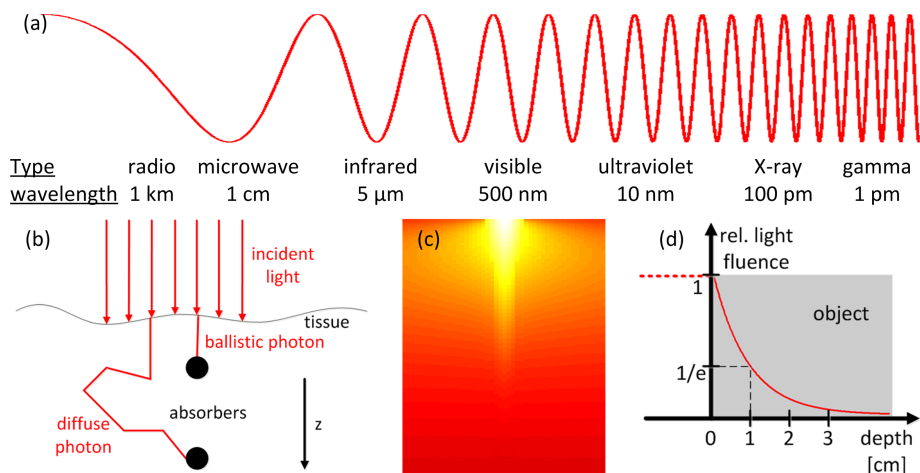 (a)
Type radio microwave infrared visible ultraviolet X-ray gamma
wavelength 1 km 1 cm 5 µm 500 nm 10 nm 100 pm 1 pm
(b)
incident
light
tissue
ballistic photon
absorbers
diffuse
photon
z
(c)
(d)
rel. light
fluence
1
object
1/e
0 1 2 3 depth
[cm]